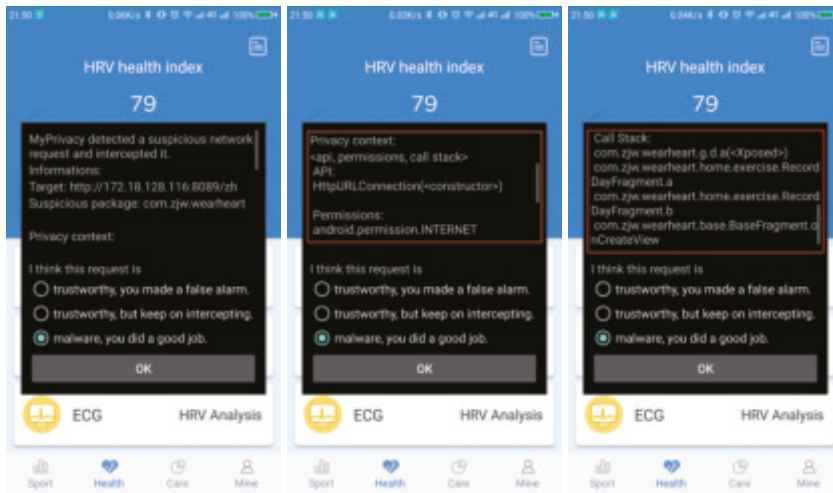 21:50
100%
HRV health index
79
MyPrivacy detected a suspicious network
request and intercepted it.
Informations:
Target: http://172.18.128.116:8089/zh
Suspicious package: com.zjw.wearheart
Privacy context:
I think this request is
trustworthy, you made a false alarm.
trustworthy, but keep on intercepting.
malware, you did a good job.
OK
ECG HRV Analysis
Sport Health Care Mine
21:50
100%
HRV health index
79
Privacy context:
<api, permissions, call stack>
API:
HttpURLConnection(<constructor>)
Permissions:
android.permission.INTERNET
I think this request is
trustworthy, you made a false alarm.
trustworthy, but keep on intercepting.
malware, you did a good job.
OK
ECG HRV Analysis
Sport Health Care Mine
21:50
100%
HRV health index
79
Call Stack:
com.zjw.wearheart.g.d.a(<Xposed>)
com.zjw.wearheart.home.exercise.Record
DayFragment.a
com.zjw.wearheart.home.exercise.Record
DayFragment.b
com.zjw.wearheart.base.BaseFragment.o
nCreateView
I think this request is
trustworthy, you made a false alarm.
trustworthy, but keep on intercepting.
malware, you did a good job.
OK
ECG HRV Analysis
Sport Health Care Mine